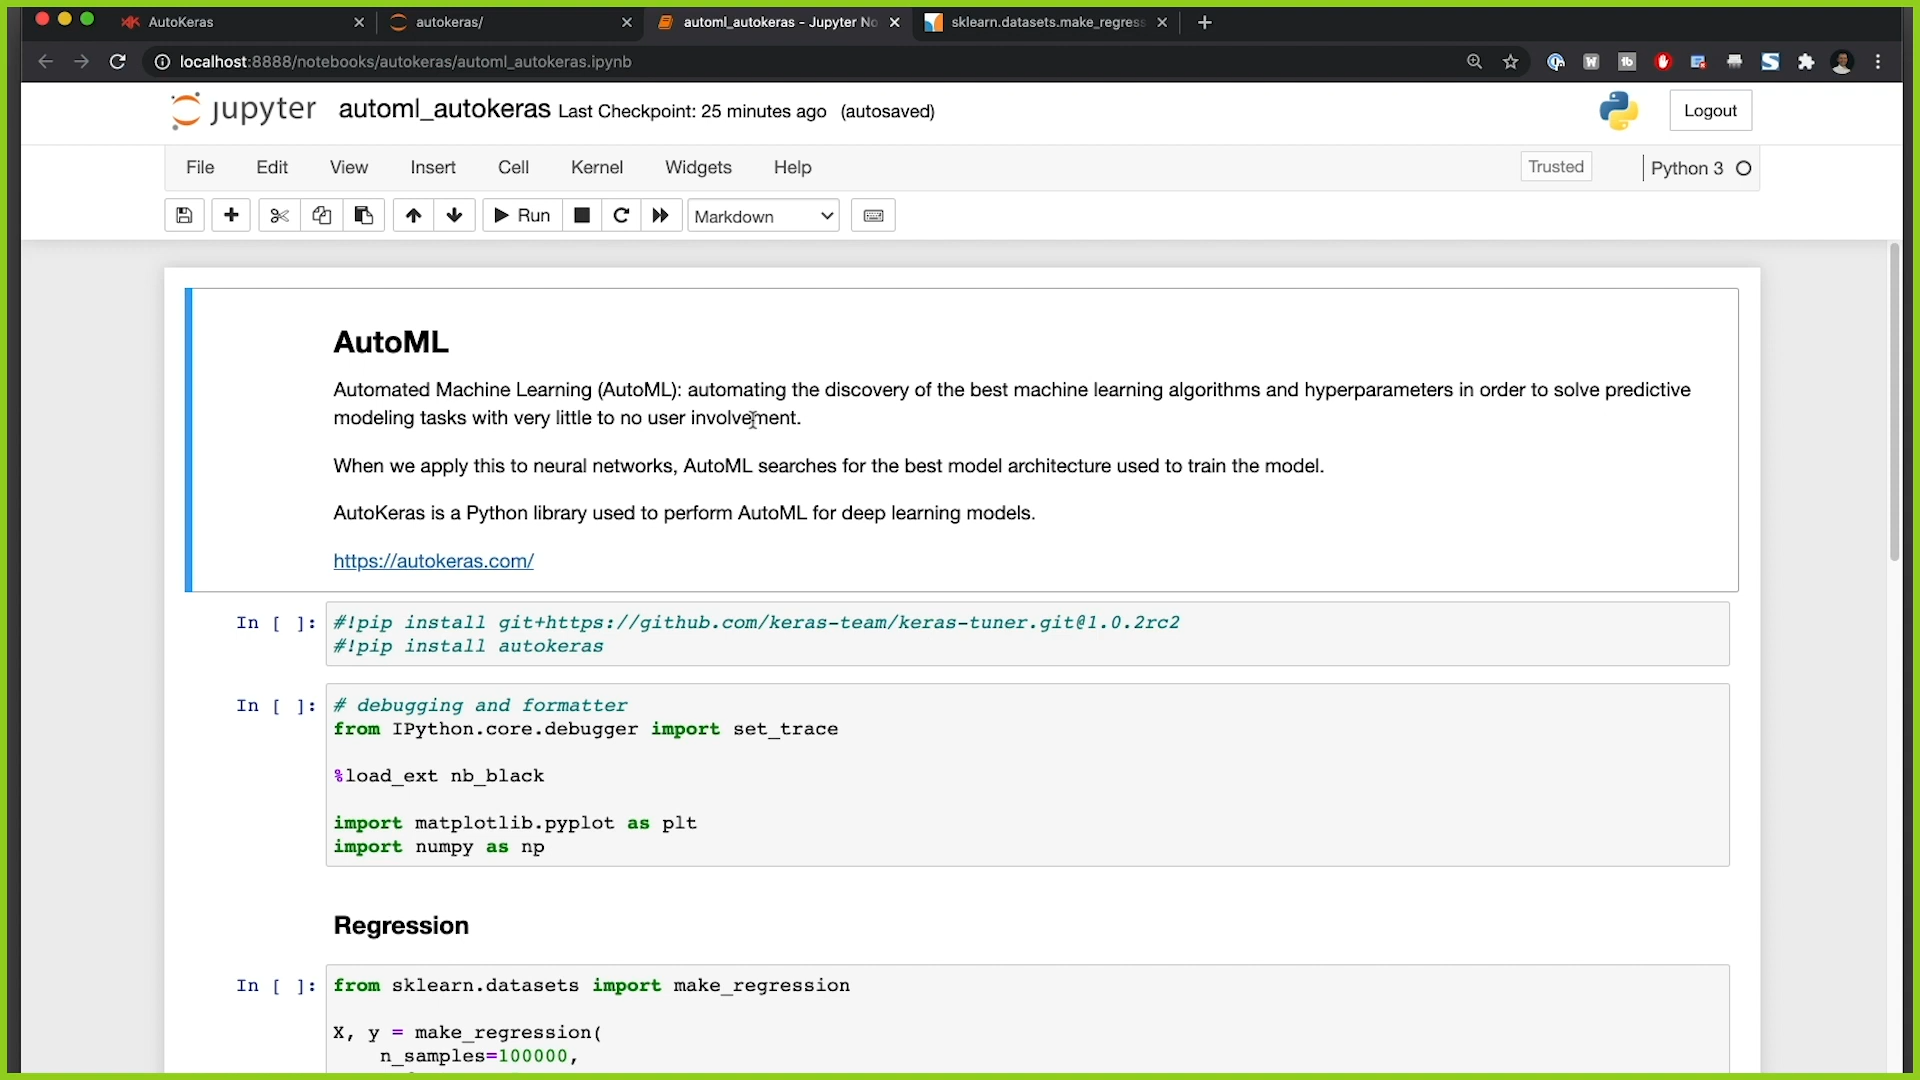 AutoKeras
autokeras/
automl_autokeras - Jupyter No
sklearn.datasets.make_regress
localhost:8888/notebooks/autokeras/automl_autokeras.ipynb
jupyter automl_autokeras Last Checkpoint: 25 minutes ago (autosaved)
Logout
File Edit View Insert Cell Kernel Widgets Help
Trusted
Python 3
Run
Markdown
AutoML
Automated Machine Learning (AutoML): automating the discovery of the best machine learning algorithms and hyperparameters in order to solve predictive
modeling tasks with very little to no user involvement.
When we apply this to neural networks, AutoML searches for the best model architecture used to train the model.
AutoKeras is a Python library used to perform AutoML for deep learning models.
https://autokeras.com/
In [ ]: #!pip install git+https://github.com/keras-team/keras-tuner.git@1.0.2rc2
#!pip install autokeras
In [ ]: # debugging and formatter
from IPython.core.debugger import set_trace
%load_ext nb_black
import matplotlib.pyplot as plt
import numpy as np
Regression
In [ ]: from sklearn.datasets import make_regression
X, y = make_regression(
n_samples=100000,